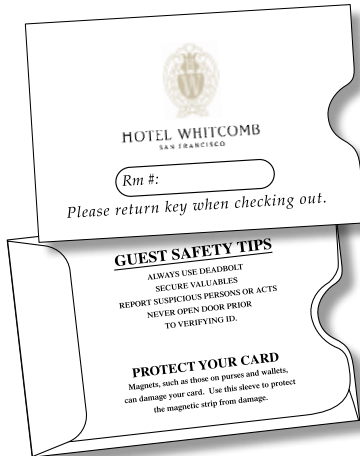 HOTEL WHITCOMB
SAN FRANCISCO
Rm #:
Please return key when checking out.
GUEST SAFETY TIPS
ALWAYS USE DEADBOLT
SECURE VALUABLES
REPORT SUSPICIOUS PERSONS OR ACTS
NEVER OPEN DOOR PRIOR
TO VERIFYING ID.
PROTECT YOUR CARD
Magnets, such as those on purses and wallets,
can damage your card. Use this sleeve to protect
the magnetic strip from damage.